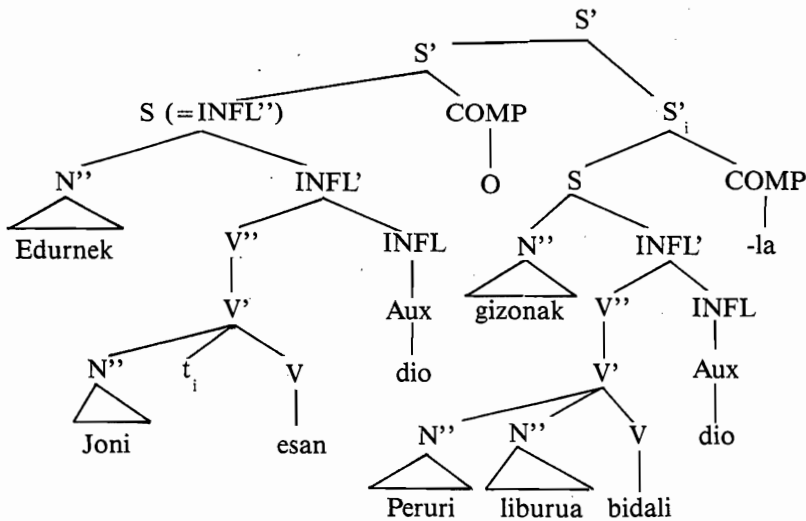 S'
S'
S (=INFL'') COMP S'i
O
N'' INFL' S COMP
Edurnek V'' INFL N'' INFL' -la
V' Aux gizonak V'' INFL
N'' ti V dio V' Aux
Joni esan N'' N'' V dio
Peruri liburua bidali